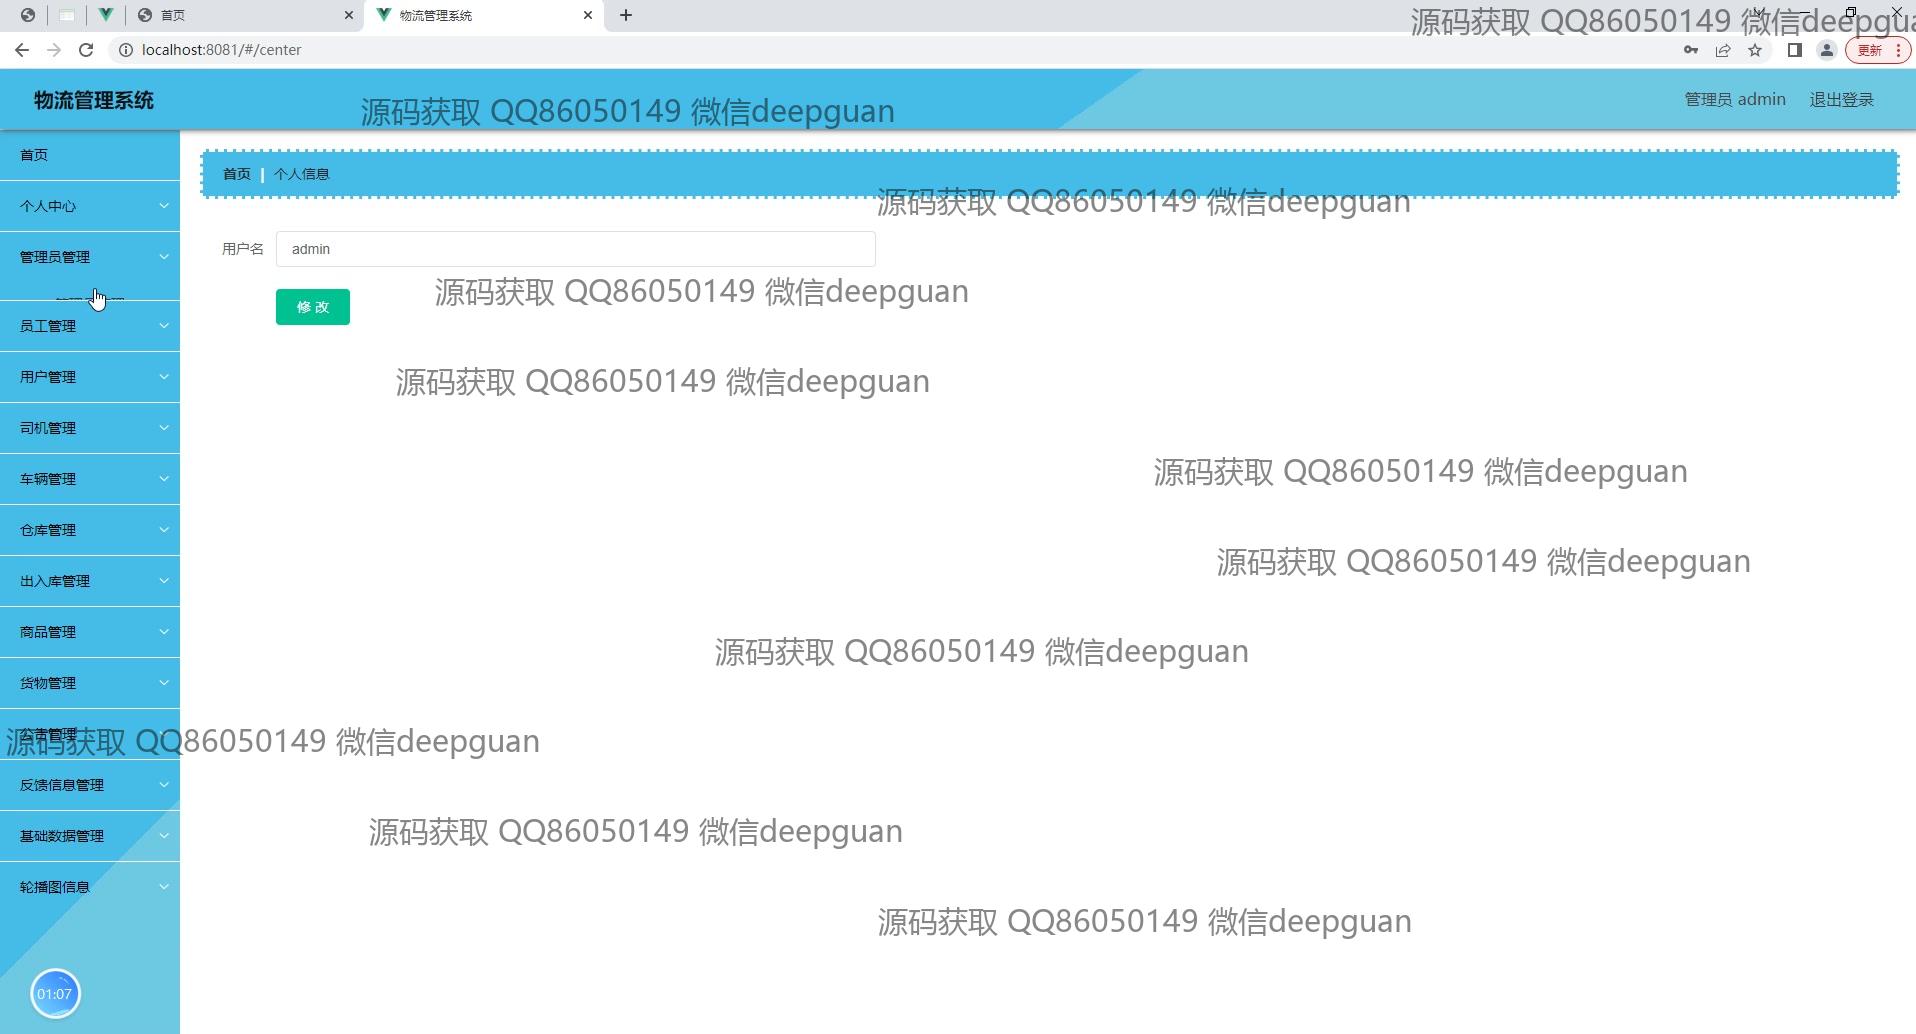 首页
物流管理系统
源码获取 QQ86050149 微信deepgua
localhost:8081/#/center
更新
物流管理系统
源码获取 QQ86050149 微信deepguan
管理员 admin
退出登录
首页
个人中心
管理员管理
员工管理
用户管理
司机管理
车辆管理
仓库管理
出入库管理
商品管理
货物管理
公告管理
反馈信息管理
基础数据管理
轮播图信息
01:07
首页 | 个人信息
源码获取 QQ86050149 微信deepguan
用户名
admin
源码获取 QQ86050149 微信deepguan
修 改
源码获取 QQ86050149 微信deepguan
源码获取 QQ86050149 微信deepguan
源码获取 QQ86050149 微信deepguan
源码获取 QQ86050149 微信deepguan
源码获取 QQ86050149 微信deepguan
源码获取 QQ86050149 微信deepguan
源码获取 QQ86050149 微信deepguan